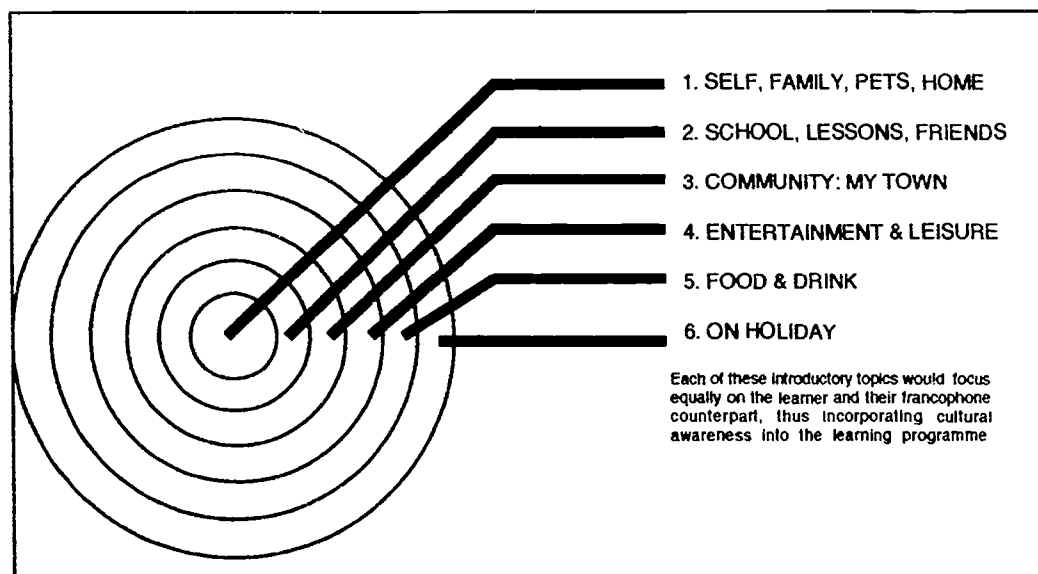 1. SELF, FAMILY, PETS, HOME
2. SCHOOL, LESSONS, FRIENDS
3. COMMUNITY: MY TOWN
4. ENTERTAINMENT & LEISURE
5. FOOD & DRINK
6. ON HOLIDAY
Each of these introductory topics would focus
equally on the learner and their francophone
counterpart, thus incorporating cultural
awareness into the learning programme